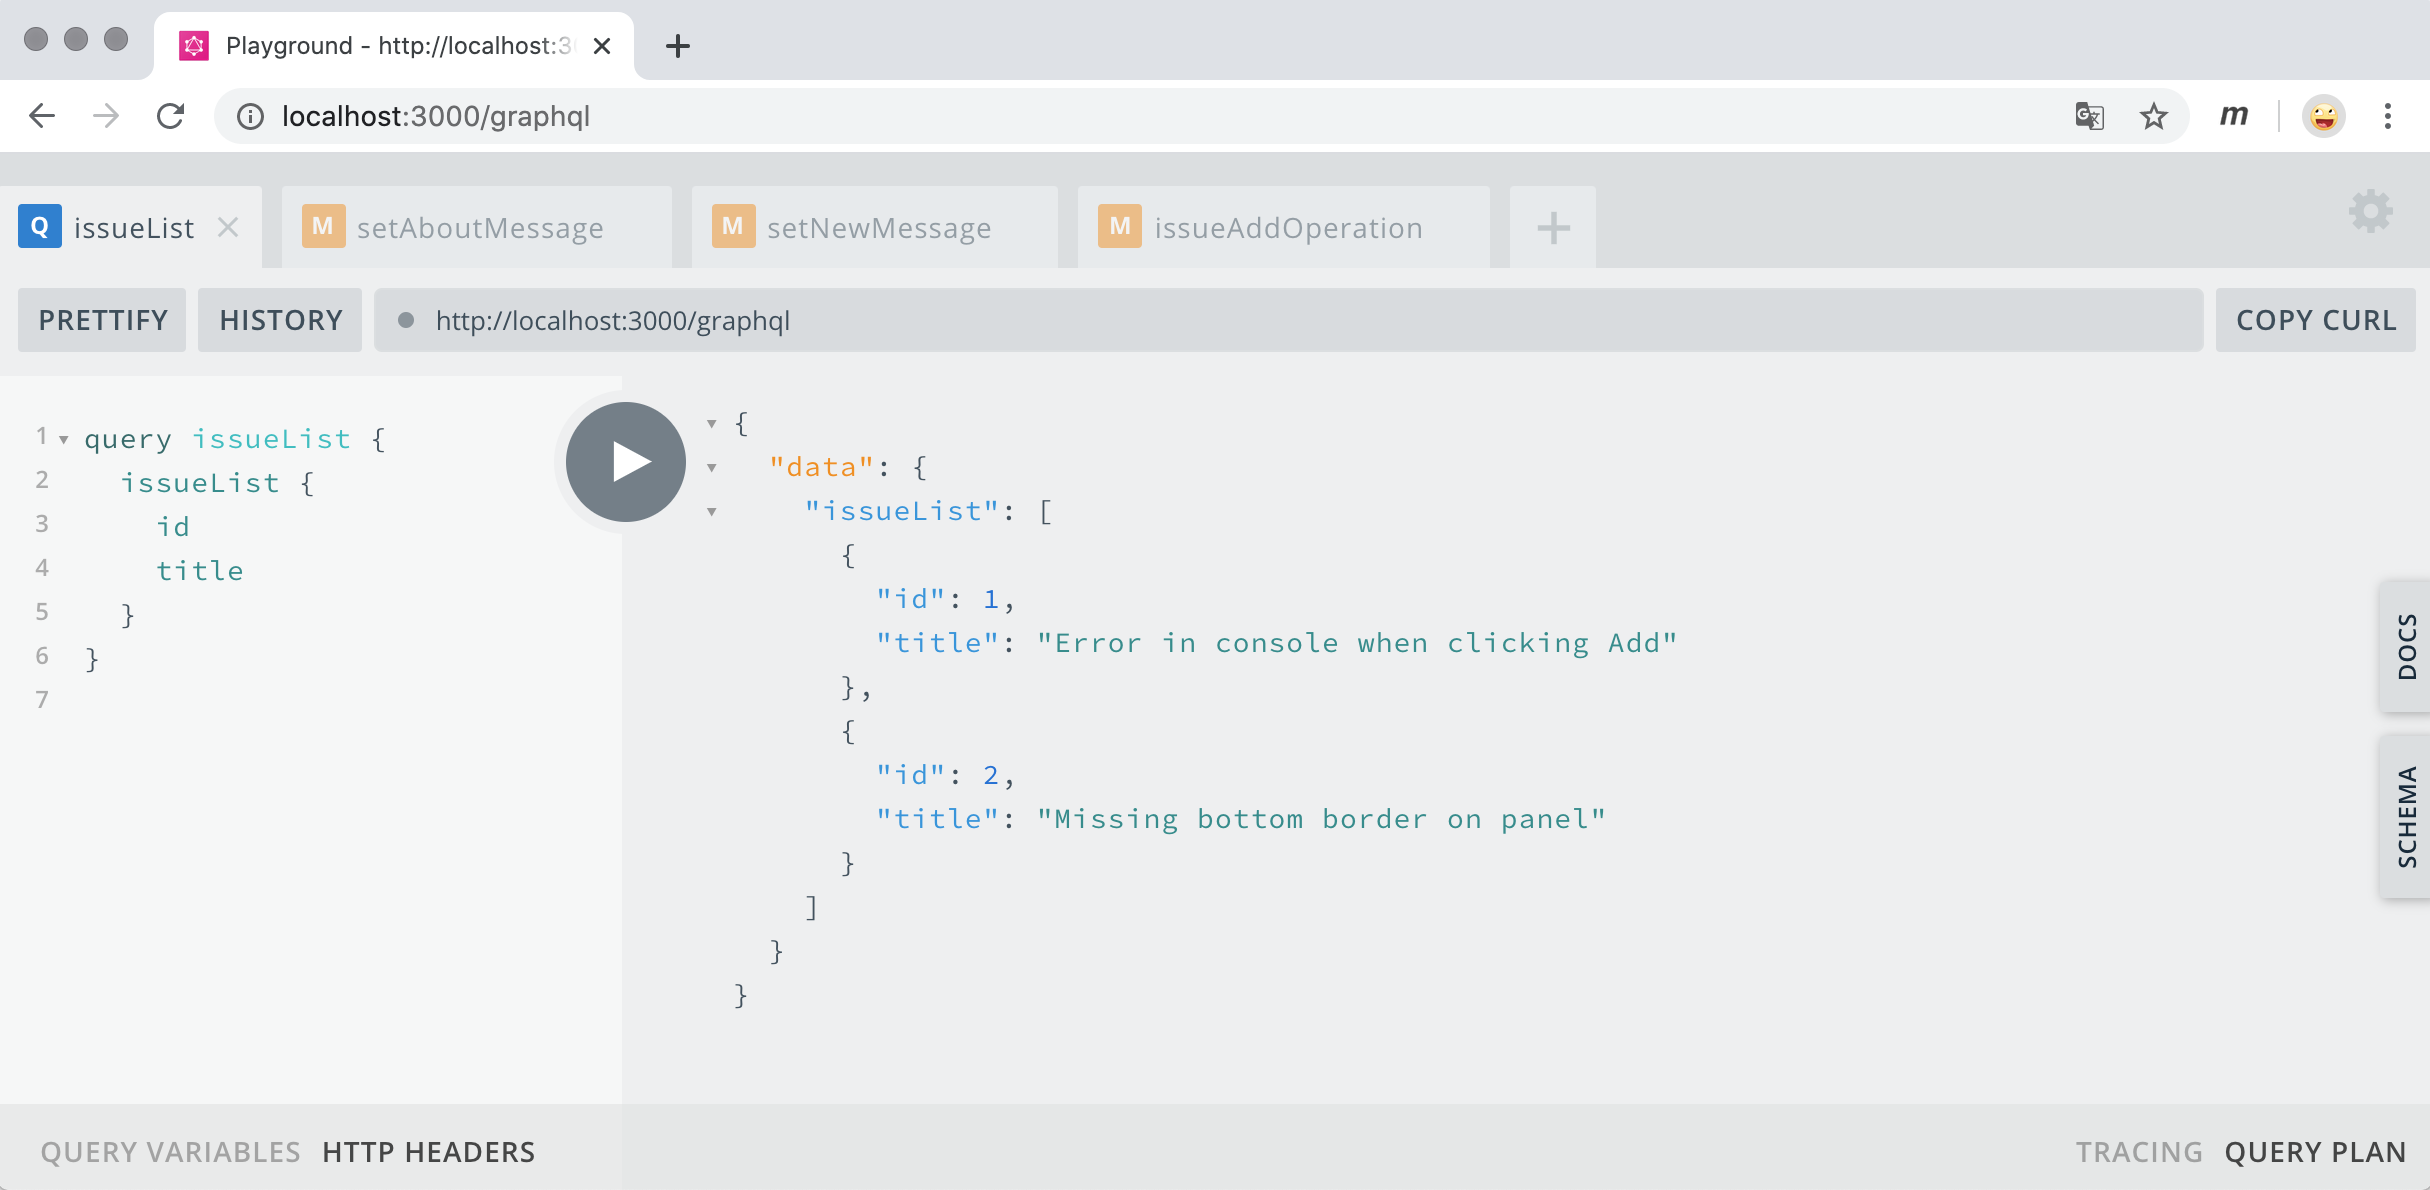 Playground - http://localhost:3
localhost:3000/graphql
m
Q issueList
M setAboutMessage
M setNewMessage
M issueAddOperation
PRETTIFY
HISTORY
http://localhost:3000/graphql
COPY CURL
1 query issueList {
2 issueList {
3 id
4 title
5 }
6 }
7
{
"data": {
"issueList": [
{
"id": 1,
"title": "Error in console when clicking Add"
},
{
"id": 2,
"title": "Missing bottom border on panel"
}
]
}
}
DOCS
SCHEMA
QUERY VARIABLES HTTP HEADERS
TRACING QUERY PLAN